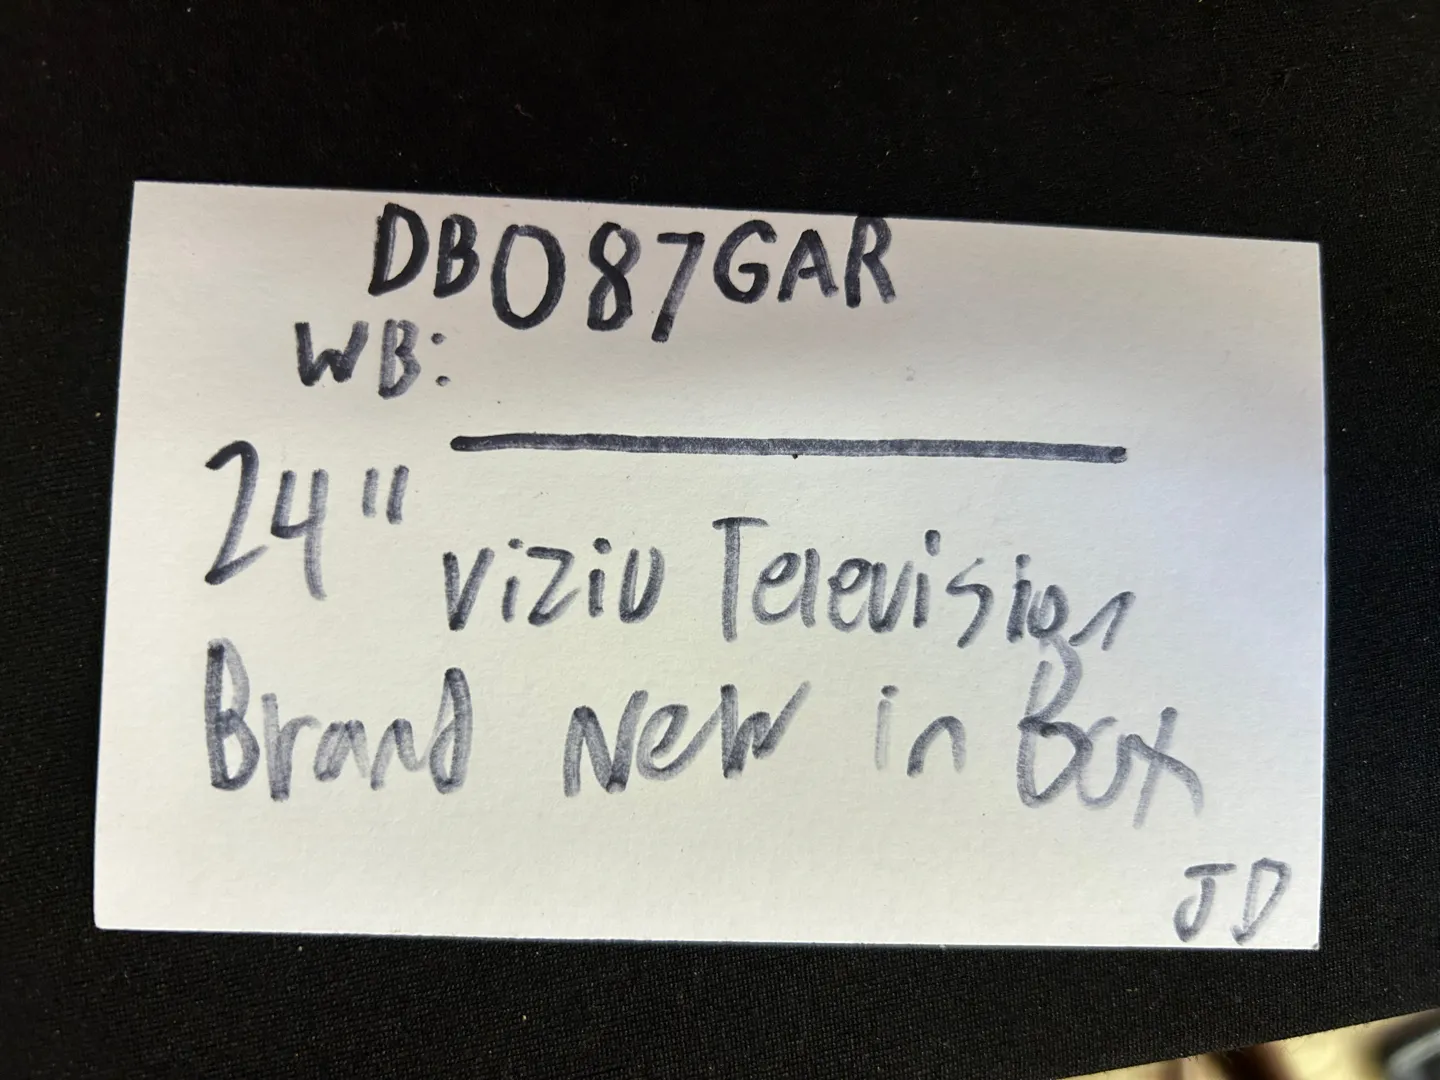 DB087GAR
WB:
24" Vizio Television
Brand New in Box
JD